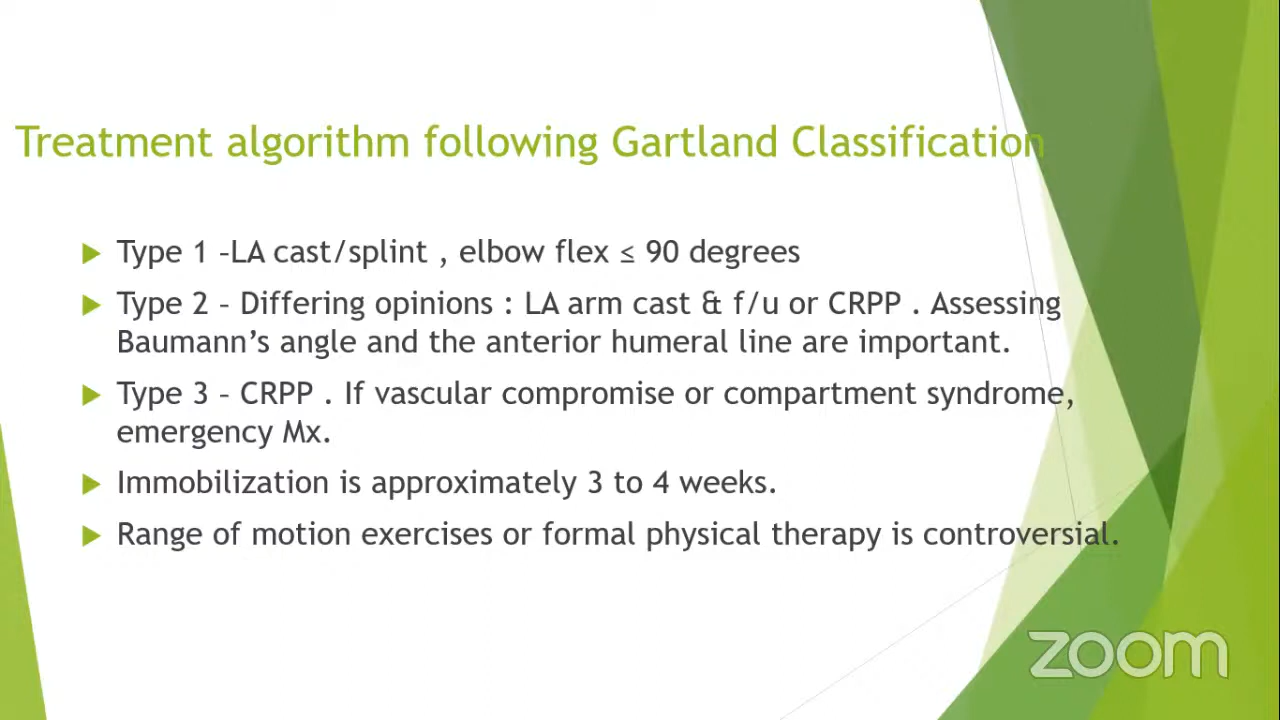 Treatment algorithm following Gartland Classification
Type 1 –LA cast/splint , elbow flex ≤ 90 degrees
Type 2 – Differing opinions : LA arm cast & f/u or CRPP . Assessing
Baumann's angle and the anterior humeral line are important.
Type 3 – CRPP . If vascular compromise or compartment syndrome,
emergency Mx.
Immobilization is approximately 3 to 4 weeks.
Range of motion exercises or formal physical therapy is controversial.
zoom